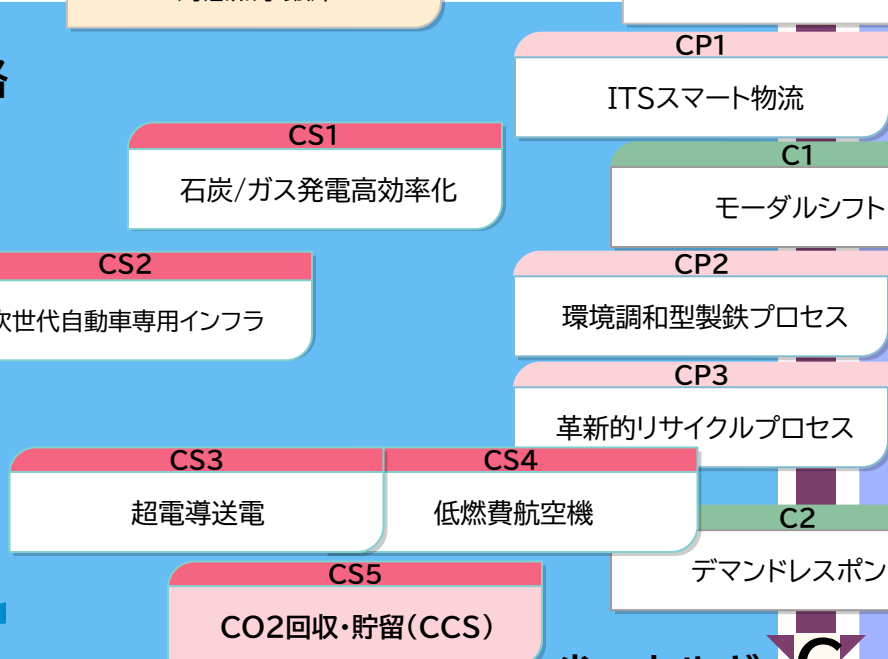 CP1
ITSスマート物流
CS1
石炭/ガス発電高効率化
C1
モーダルシフト
CS2
次世代自動車専用インフラ
CP2
環境調和型製鉄プロセス
CP3
革新的リサイクルプロセス
CS3
超電導送電
CS4
低燃費航空機
C2
デマンドレスポン
CS5
CO2回収・貯留(CCS)
C